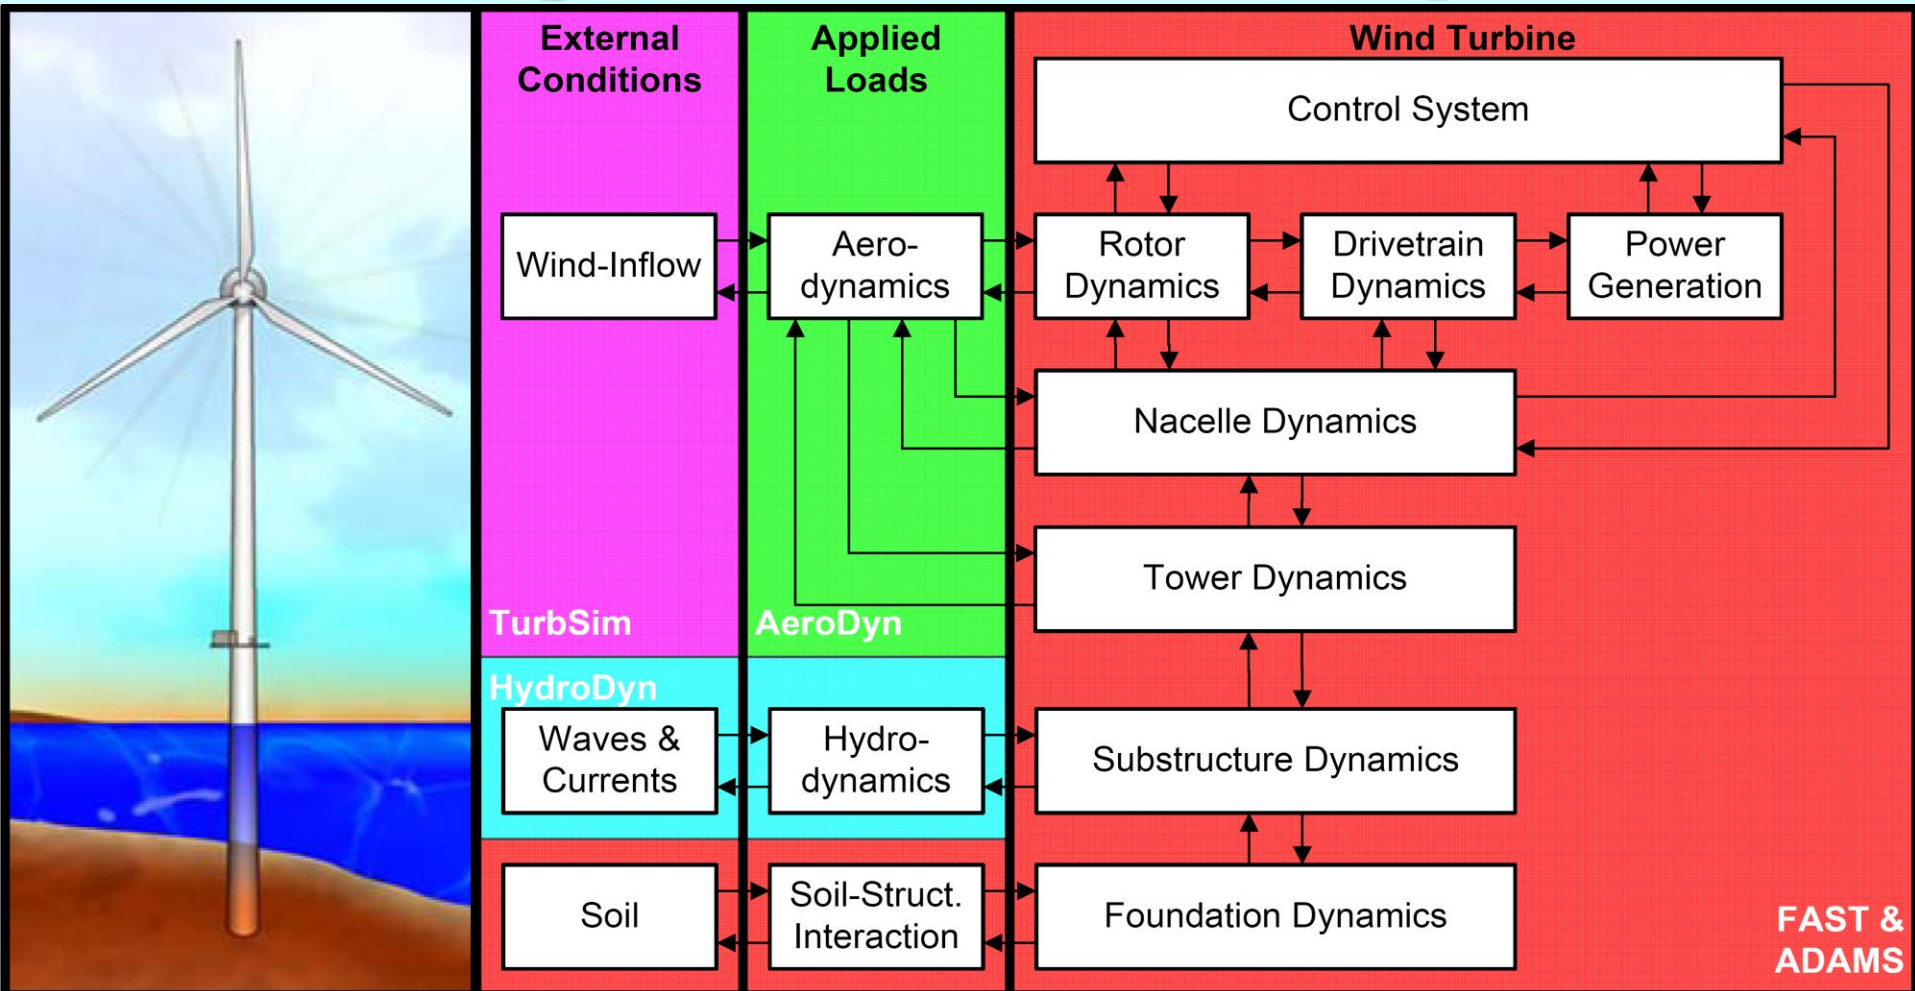 External
Conditions
Applied
Loads
Wind Turbine
Control System
Wind-Inflow
Aero-
dynamics
Rotor
Dynamics
Drivetrain
Dynamics
Power
Generation
Nacelle Dynamics
Tower Dynamics
TurbSim
AeroDyn
HydroDyn
Waves &
Currents
Hydro-
dynamics
Substructure Dynamics
Soil
Soil-Struct.
Interaction
Foundation Dynamics
FAST &
ADAMS